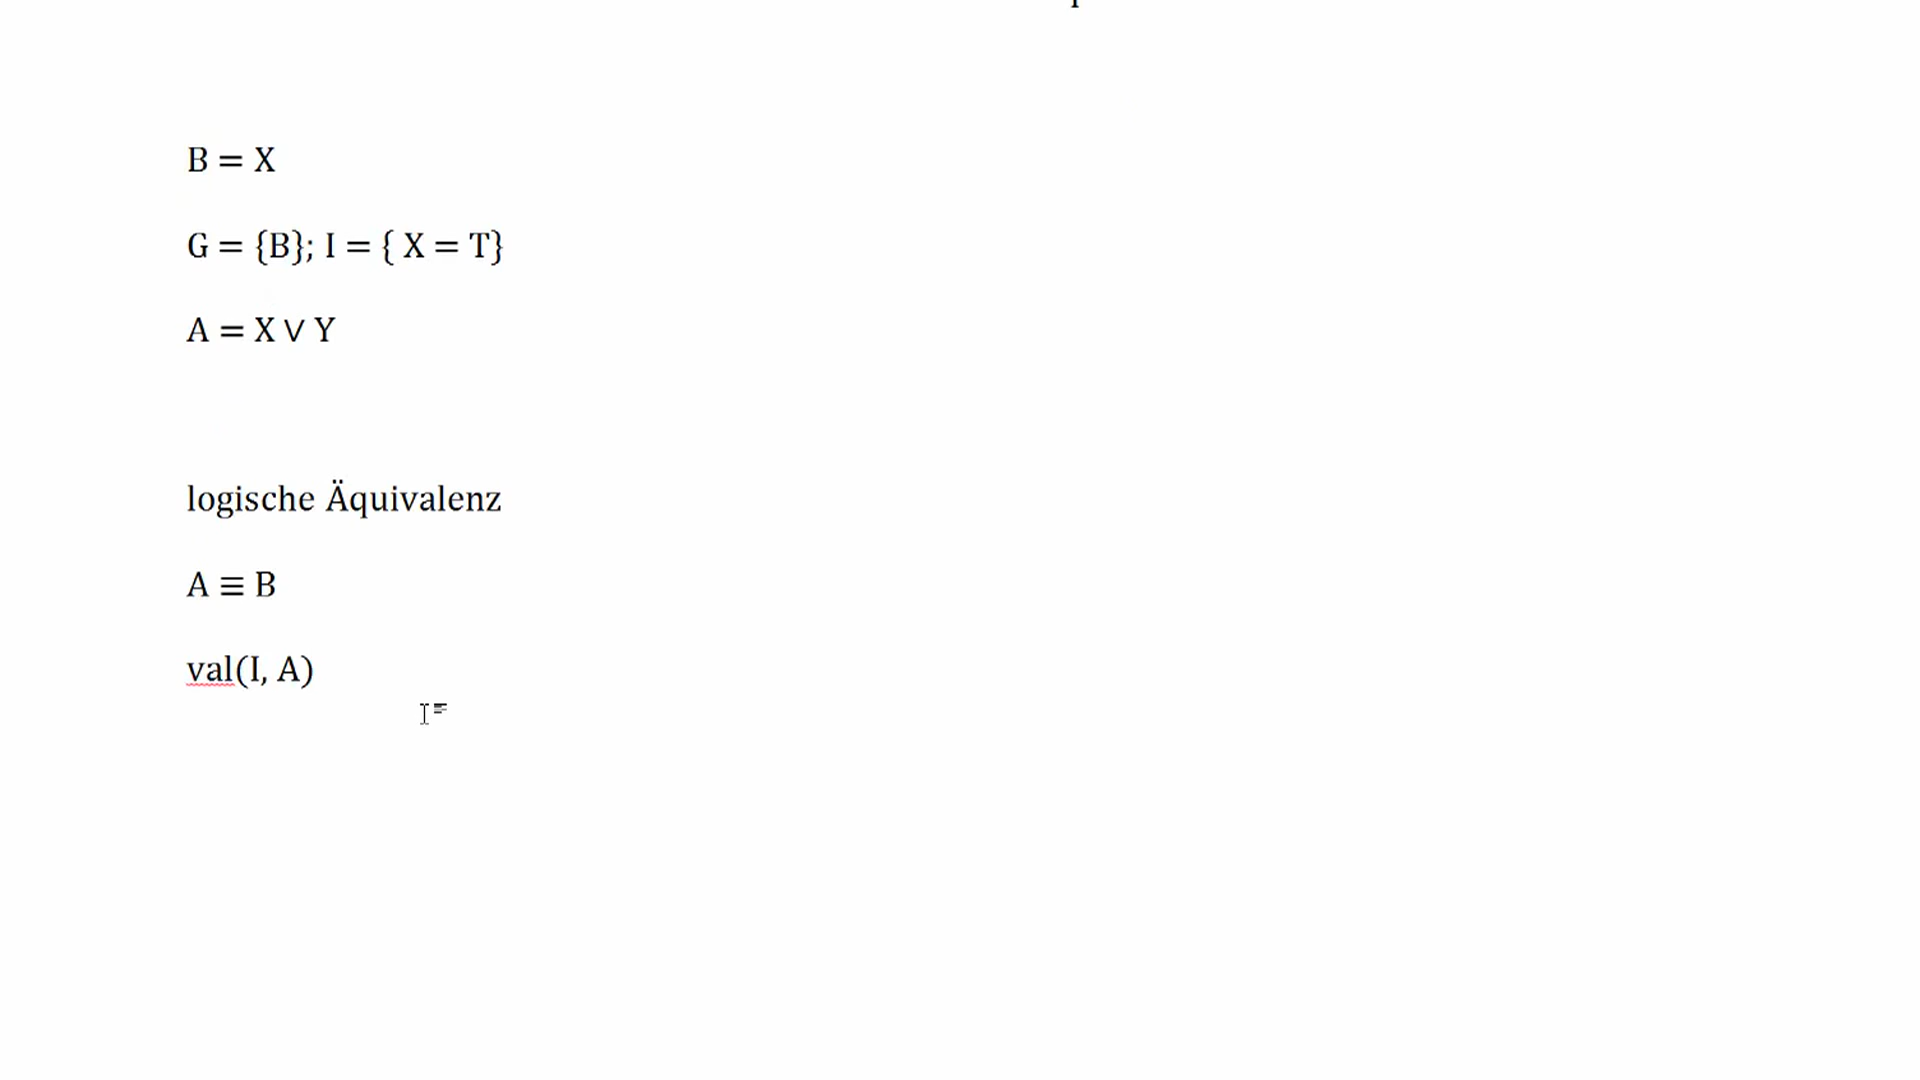 B = X
G = {B}; I = { X = T}
A = X ∨ Y
logische Äquivalenz
A ≡ B
val(I, A)